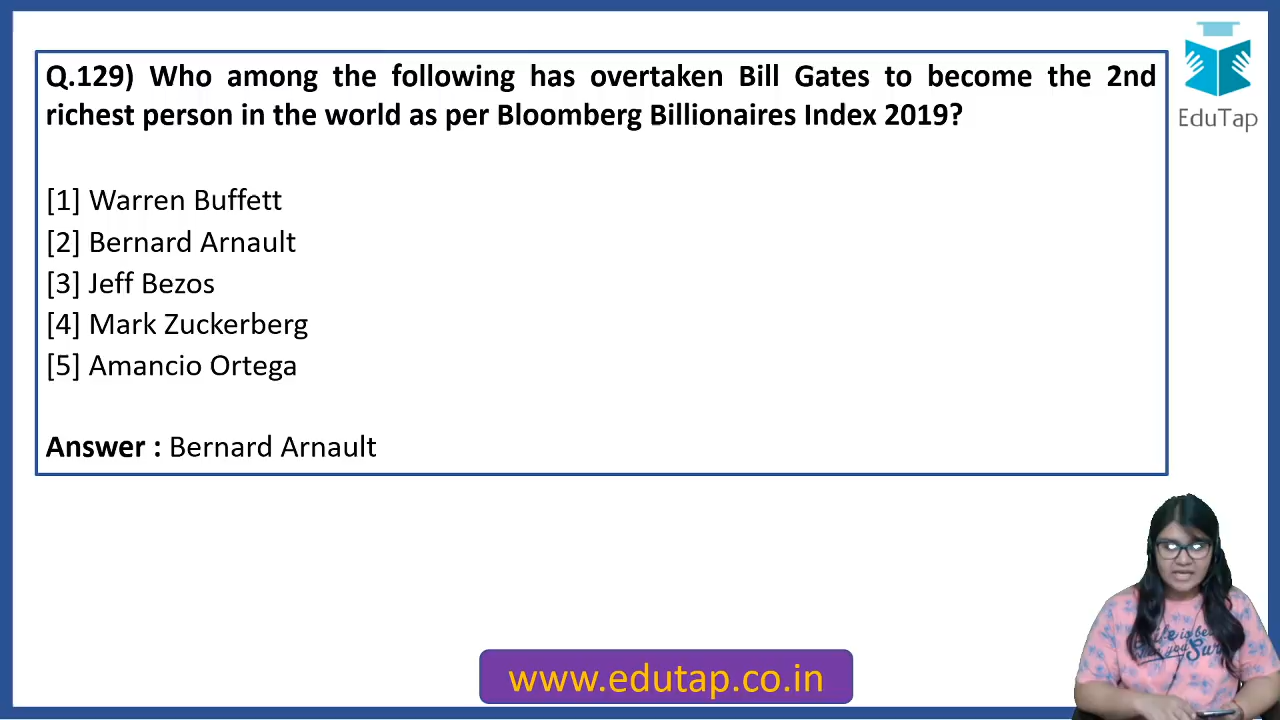 Q.129) Who among the following has overtaken Bill Gates to become the 2nd
richest person in the world as per Bloomberg Billionaires Index 2019?
EduTap
[1] Warren Buffett
[2] Bernard Arnault
[3] Jeff Bezos
[4] Mark Zuckerberg
[5] Amancio Ortega
Answer : Bernard Arnault
www.edutap.co.in